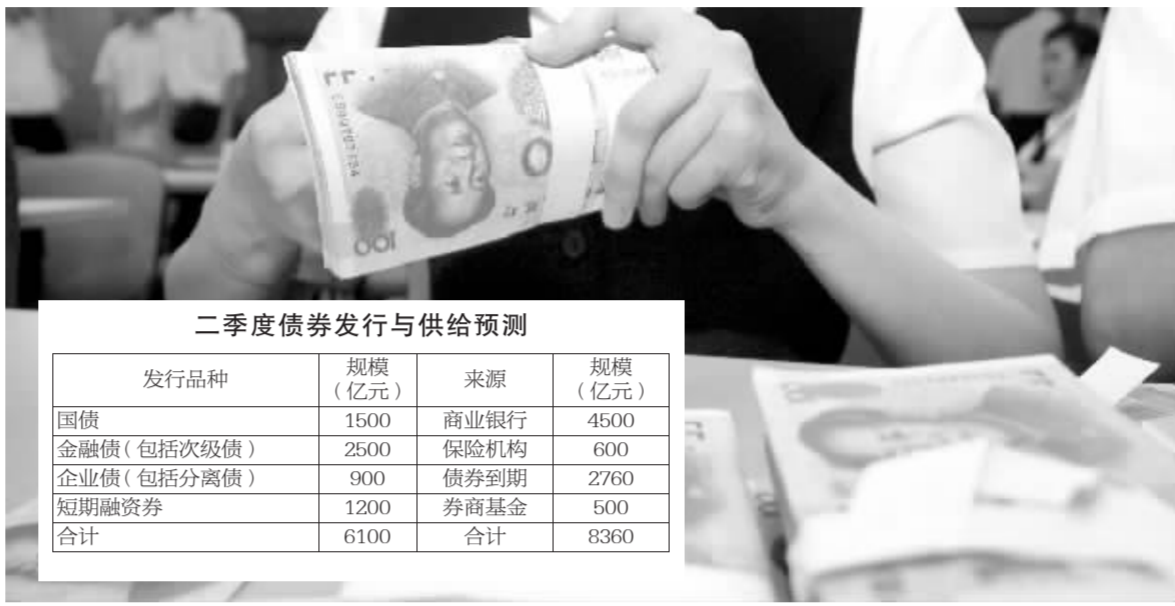 二季度债券发行与供给预测
发行品种 规模（亿元） 来源 规模（亿元）
国债 1500 商业银行 4500
金融债（包括次级债） 2500 保险机构 600
企业债（包括分离债） 900 债券到期 2760
短期融资券 1200 券商基金 500
合计 6100 合计 8360
100